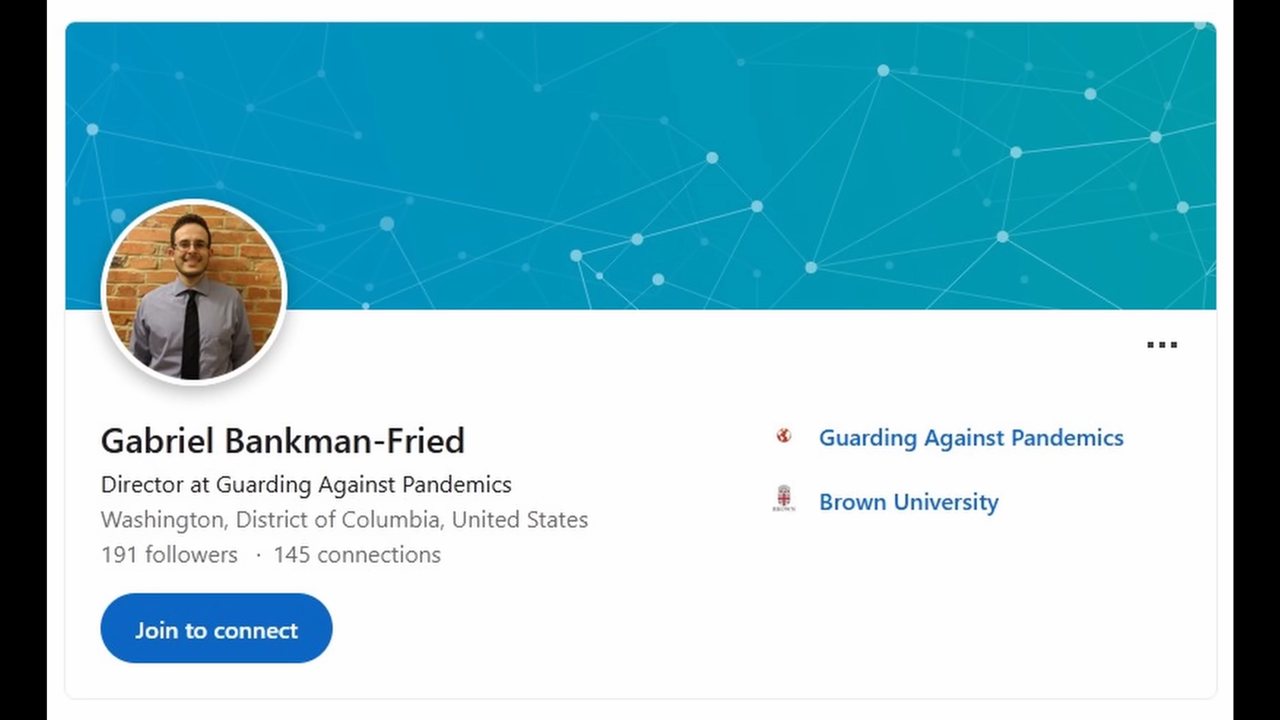 Gabriel Bankman-Fried
Director at Guarding Against Pandemics
Washington, District of Columbia, United States
191 followers · 145 connections
Join to connect
Guarding Against Pandemics
BROWN
Brown University